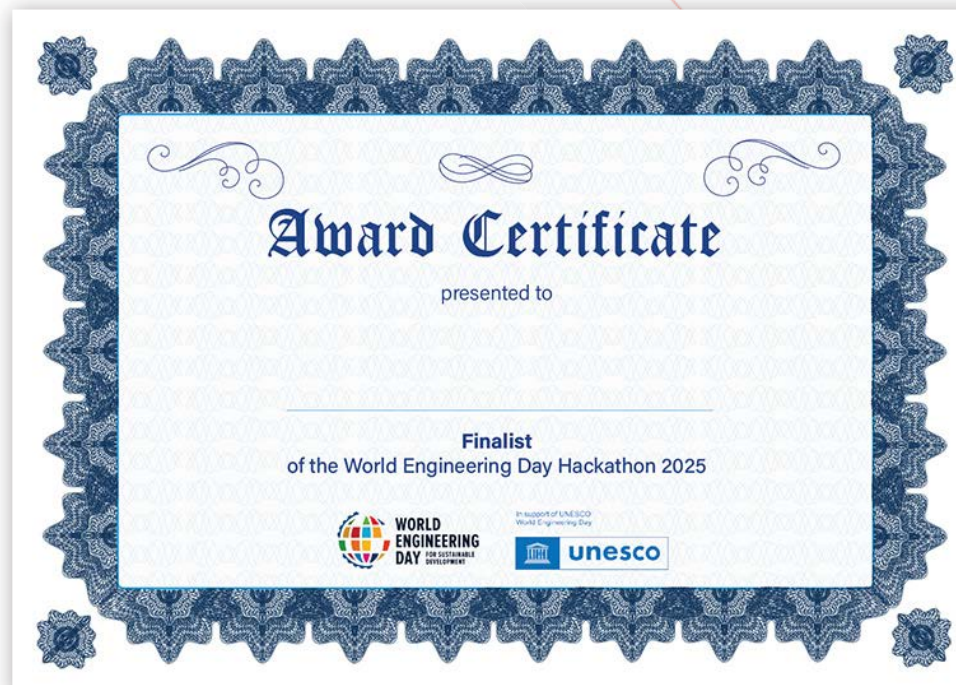 Award Certificate
presented to
Finalist
of the World Engineering Day Hackathon 2025
WORLD
ENGINEERING
DAY FOR SUSTAINABLE
DEVELOPMENT
In support of UNESCO
World Engineering Day
unesco